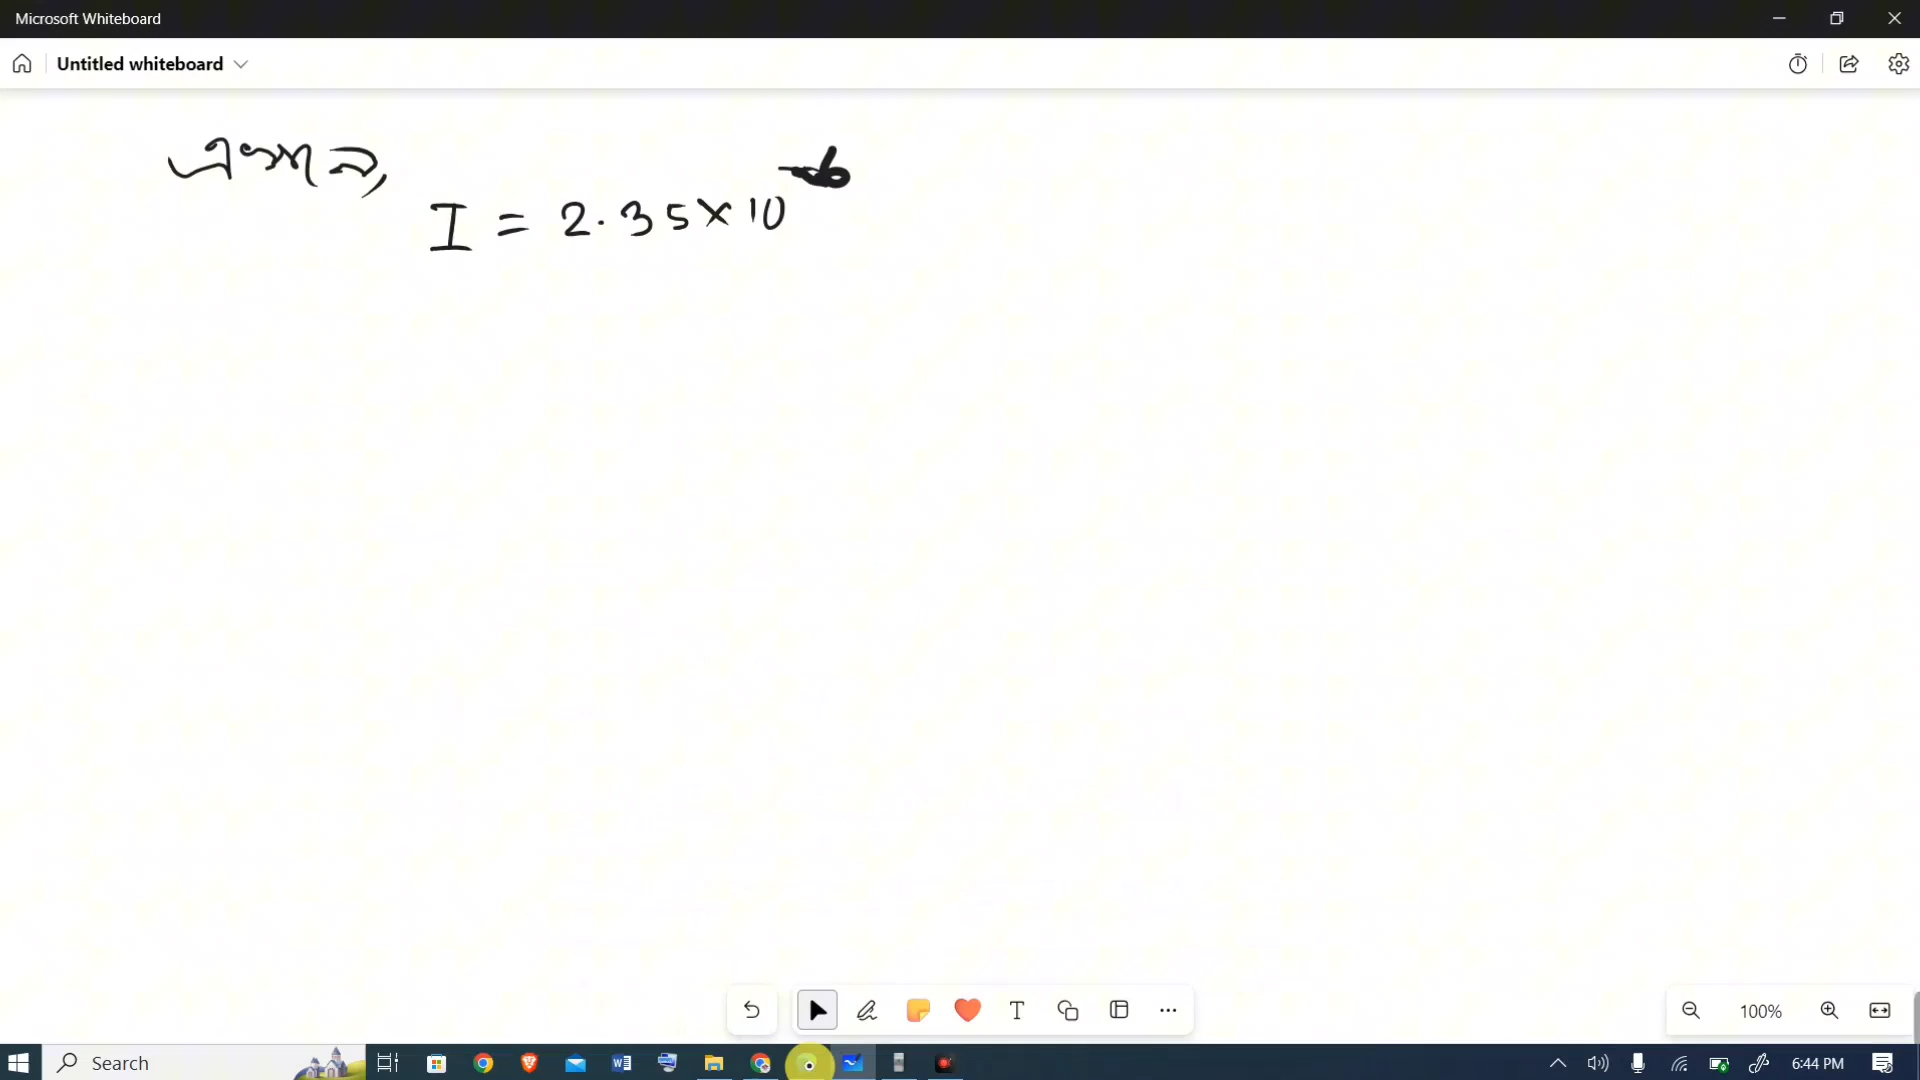 Microsoft Whiteboard
Untitled whiteboard
এখানে,
I = 2.35×10⁻⁶
100%
Search
6:44 PM